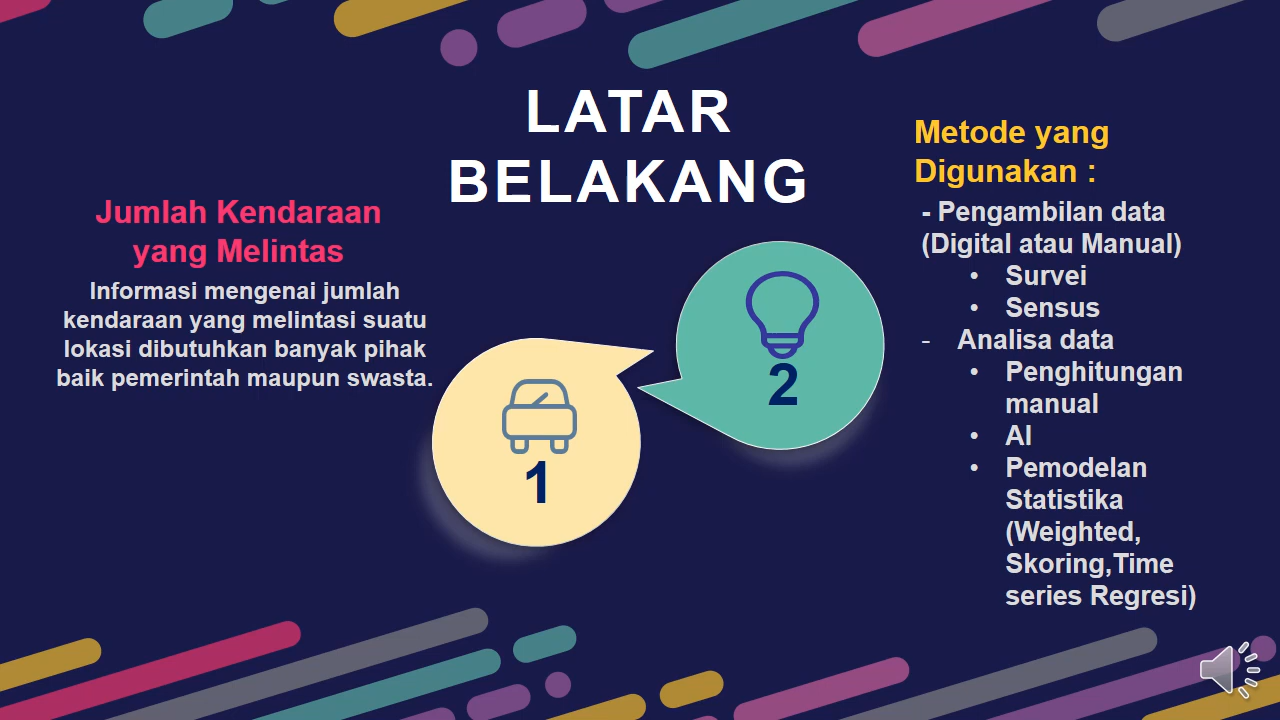 LATAR
BELAKANG
Jumlah Kendaraan
yang Melintas
Informasi mengenai jumlah
kendaraan yang melintasi suatu
lokasi dibutuhkan banyak pihak
baik pemerintah maupun swasta.
1
2
Metode yang
Digunakan :
- Pengambilan data
(Digital atau Manual)
• Survei
• Sensus
- Analisa data
• Penghitungan
manual
• AI
• Pemodelan
Statistika
(Weighted,
Skoring,Time
series Regresi)